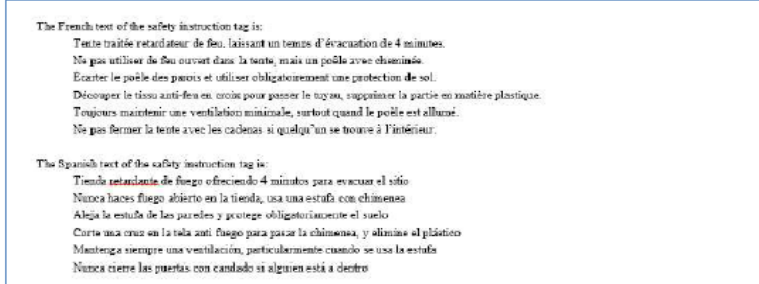 The French text of the safety instruction tag is:
Tente traitée retardateur de feu, laissant un temps d'évacuation de 4 minutes.
Ne pas utiliser de feu ouvert dans la tente, mais un poêle avec cheminée.
Ecarter le poêle des parois et utiliser obligatoirement une protection de sol.
Découper le tissu anti-feu en croix pour passer le tuyau, supprimer la partie en matière plastique.
Toujours maintenir une ventilation minimale, surtout quand le poêle est allumé.
Ne pas fermer la tente avec les cadenas si quelqu'un se trouve à l'intérieur.
The Spanish text of the safety instruction tag is:
Tienda retardante de fuego ofreciendo 4 minutos para evacuar el sitio
Nunca haces fuego abierto en la tienda, usa una estufa con chimenea
Aleja la estufa de las paredes y protege obligatoriamente el suelo
Corte una cruz en la tela anti fuego para pasar la chimenea, y elimine el plástico
Mantenga siempre una ventilación, particularmente cuando se usa la estufa
Nunca cierre las puertas con candado si alguien está a dentro